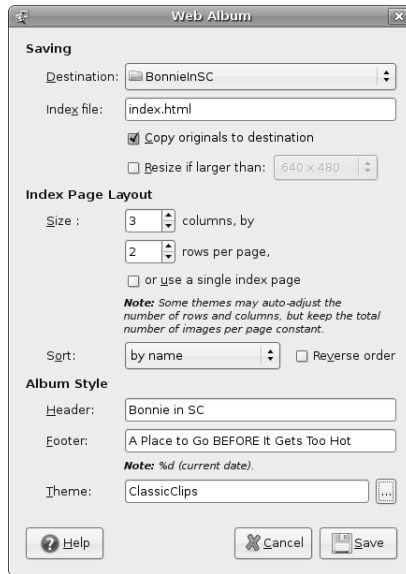 Web Album
Saving
Destination: BonnieInSC
Index file: index.html
Copy originals to destination
Resize if larger than: 640 x 480
Index Page Layout
Size : 3 columns, by
2 rows per page,
or use a single index page
Note: Some themes may auto-adjust the
number of rows and columns, but keep the total
number of images per page constant.
Sort: by name Reverse order
Album Style
Header: Bonnie in SC
Footer: A Place to Go BEFORE It Gets Too Hot
Note: %d (current date).
Theme: ClassicClips ...
Help Cancel Save